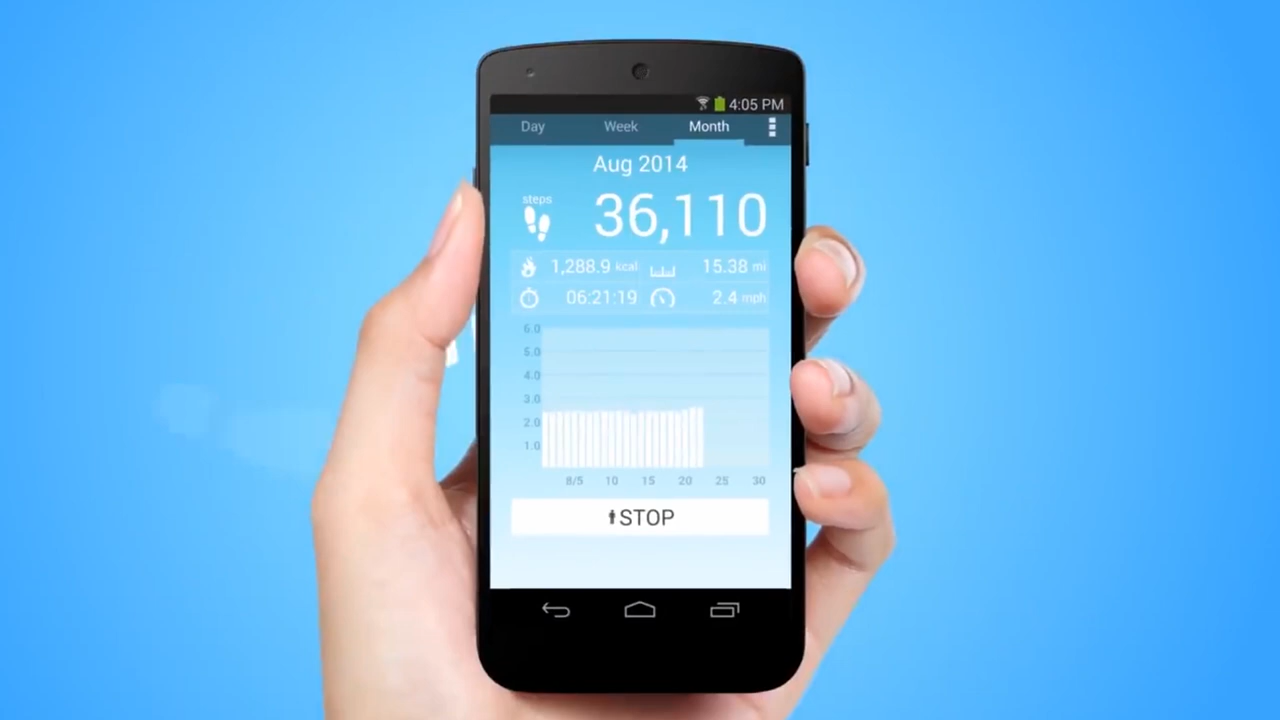 4:05 PM
Day Week Month
Aug 2014
steps
36,110
1,288.9 kcal 15.38 mi
06:21:19 2.4 mph
6.0
5.0
4.0
3.0
2.0
1.0
8/5 10 15 20 25 30
STOP